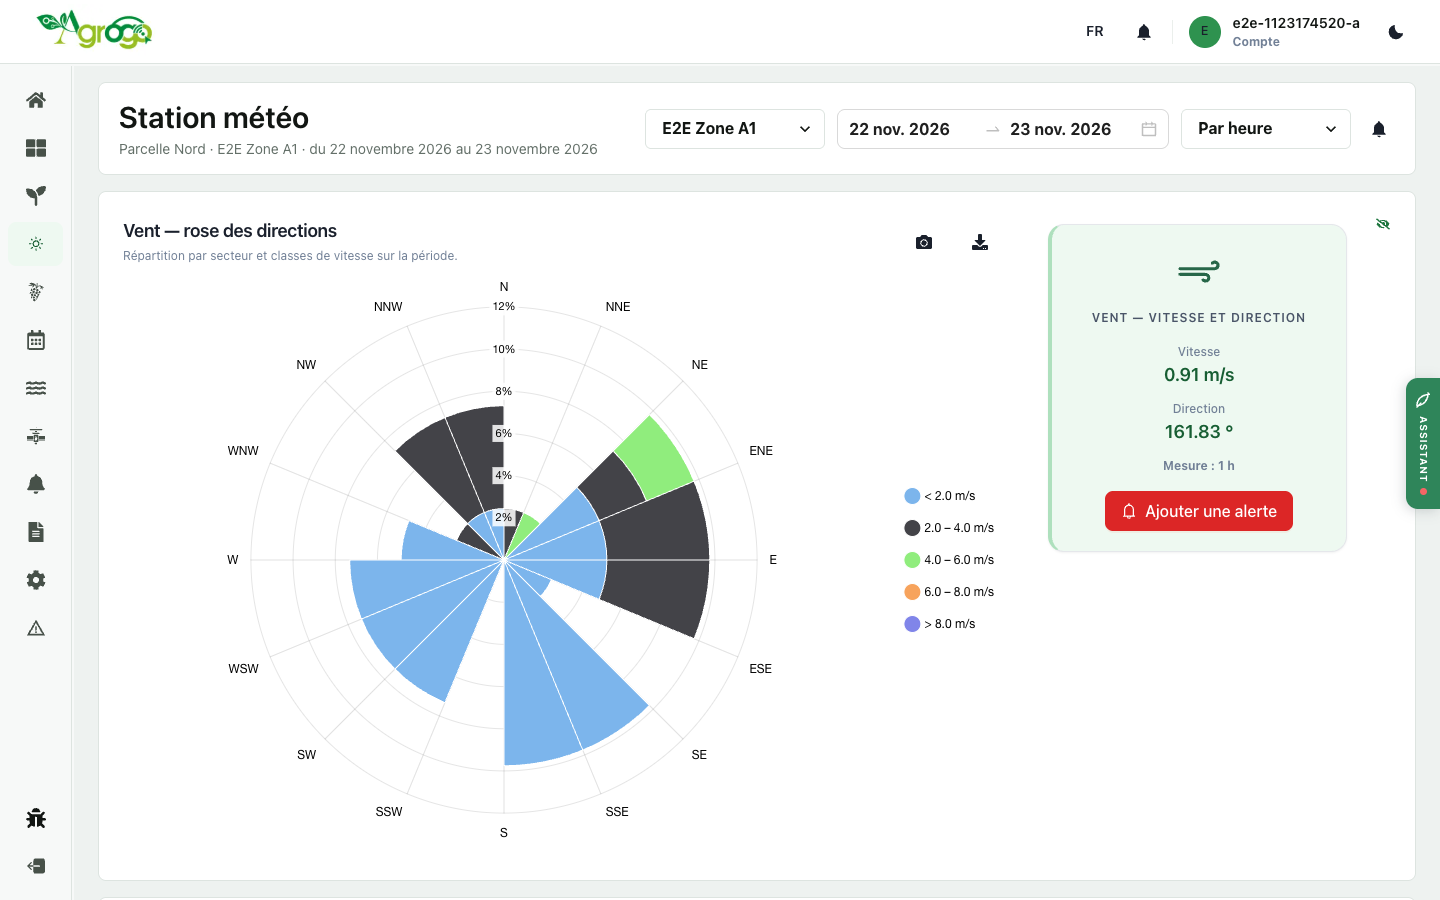 Agrogo
FR
E
e2e-1123174520-a
Compte
Station météo
Parcelle Nord · E2E Zone A1 · du 22 novembre 2026 au 23 novembre 2026
E2E Zone A1
22 nov. 2026
23 nov. 2026
Par heure
Vent — rose des directions
Répartition par secteur et classes de vitesse sur la période.
N
NNE
NE
ENE
E
ESE
SE
SSE
S
SSW
SW
WSW
W
WNW
NW
NNW
12%
10%
8%
6%
4%
2%
< 2.0 m/s
2.0 – 4.0 m/s
4.0 – 6.0 m/s
6.0 – 8.0 m/s
> 8.0 m/s
VENT — VITESSE ET DIRECTION
Vitesse
0.91 m/s
Direction
161.83 °
Mesure : 1 h
Ajouter une alerte
ASSISTANT